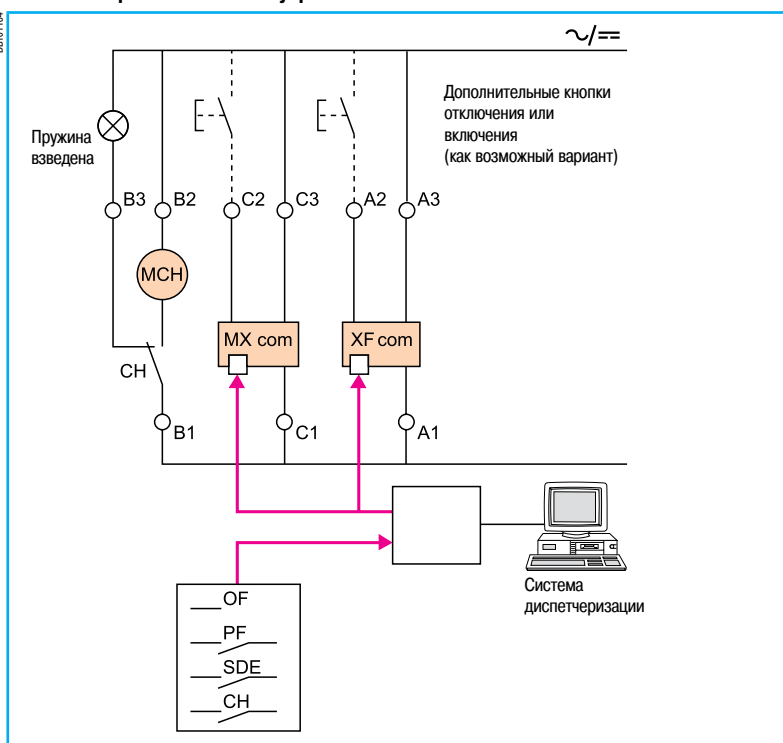 ~/==
Дополнительные кнопки
отключения или
включения
(как возможный вариант)
Пружина
взведена
B3 B2 C2 C3 A2 A3
MCH
MX com XF com
CH
B1 C1 A1
OF
PF
SDE
CH
Система
диспетчеризации